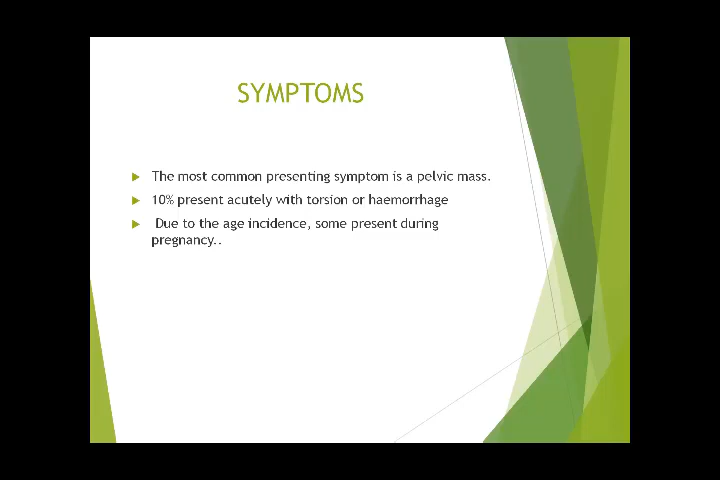 SYMPTOMS
The most common presenting symptom is a pelvic mass.
10% present acutely with torsion or haemorrhage
Due to the age incidence, some present during
pregnancy..